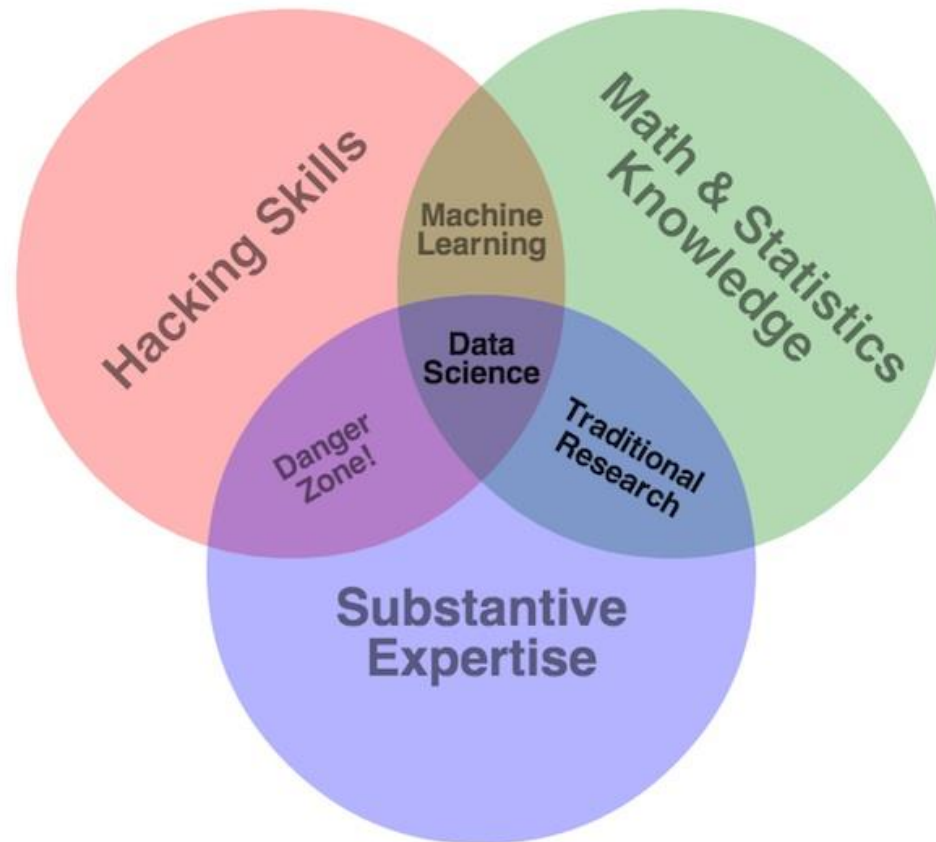 Hacking Skills
Math & Statistics
Knowledge
Machine
Learning
Data
Science
Danger
Zone!
Traditional
Research
Substantive
Expertise